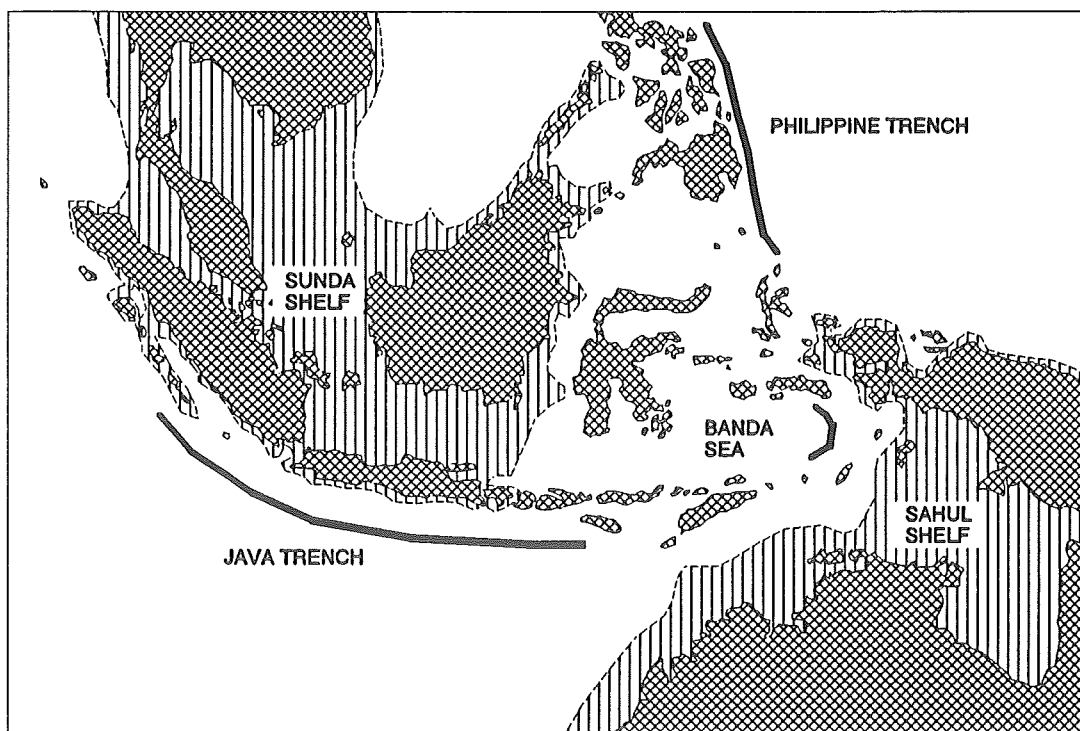 PHILIPPINE TRENCH
SUNDA
SHELF
BANDA
SEA
SAHUL
SHELF
JAVA TRENCH